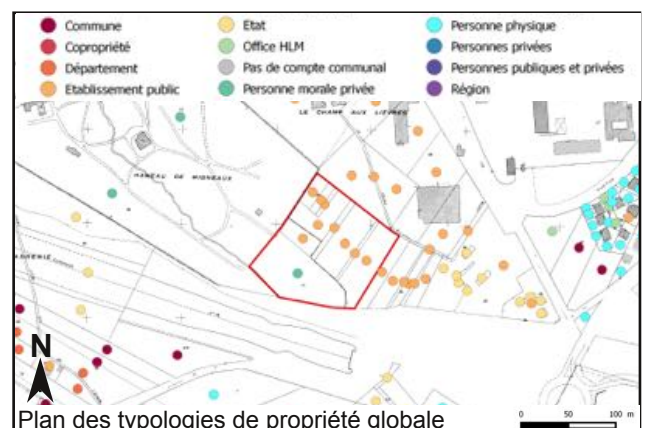 Commune
Copropriété
Département
Etablissement public
Etat
Office HLM
Pas de compte communal
Personne morale privée
Personne physique
Personnes privées
Personnes publiques et privées
Région
LE CHAMP AUX LIEVRES
HAMEAU DE MIGNEAUX
N
Plan des typologies de propriété globale
0 50 100 m